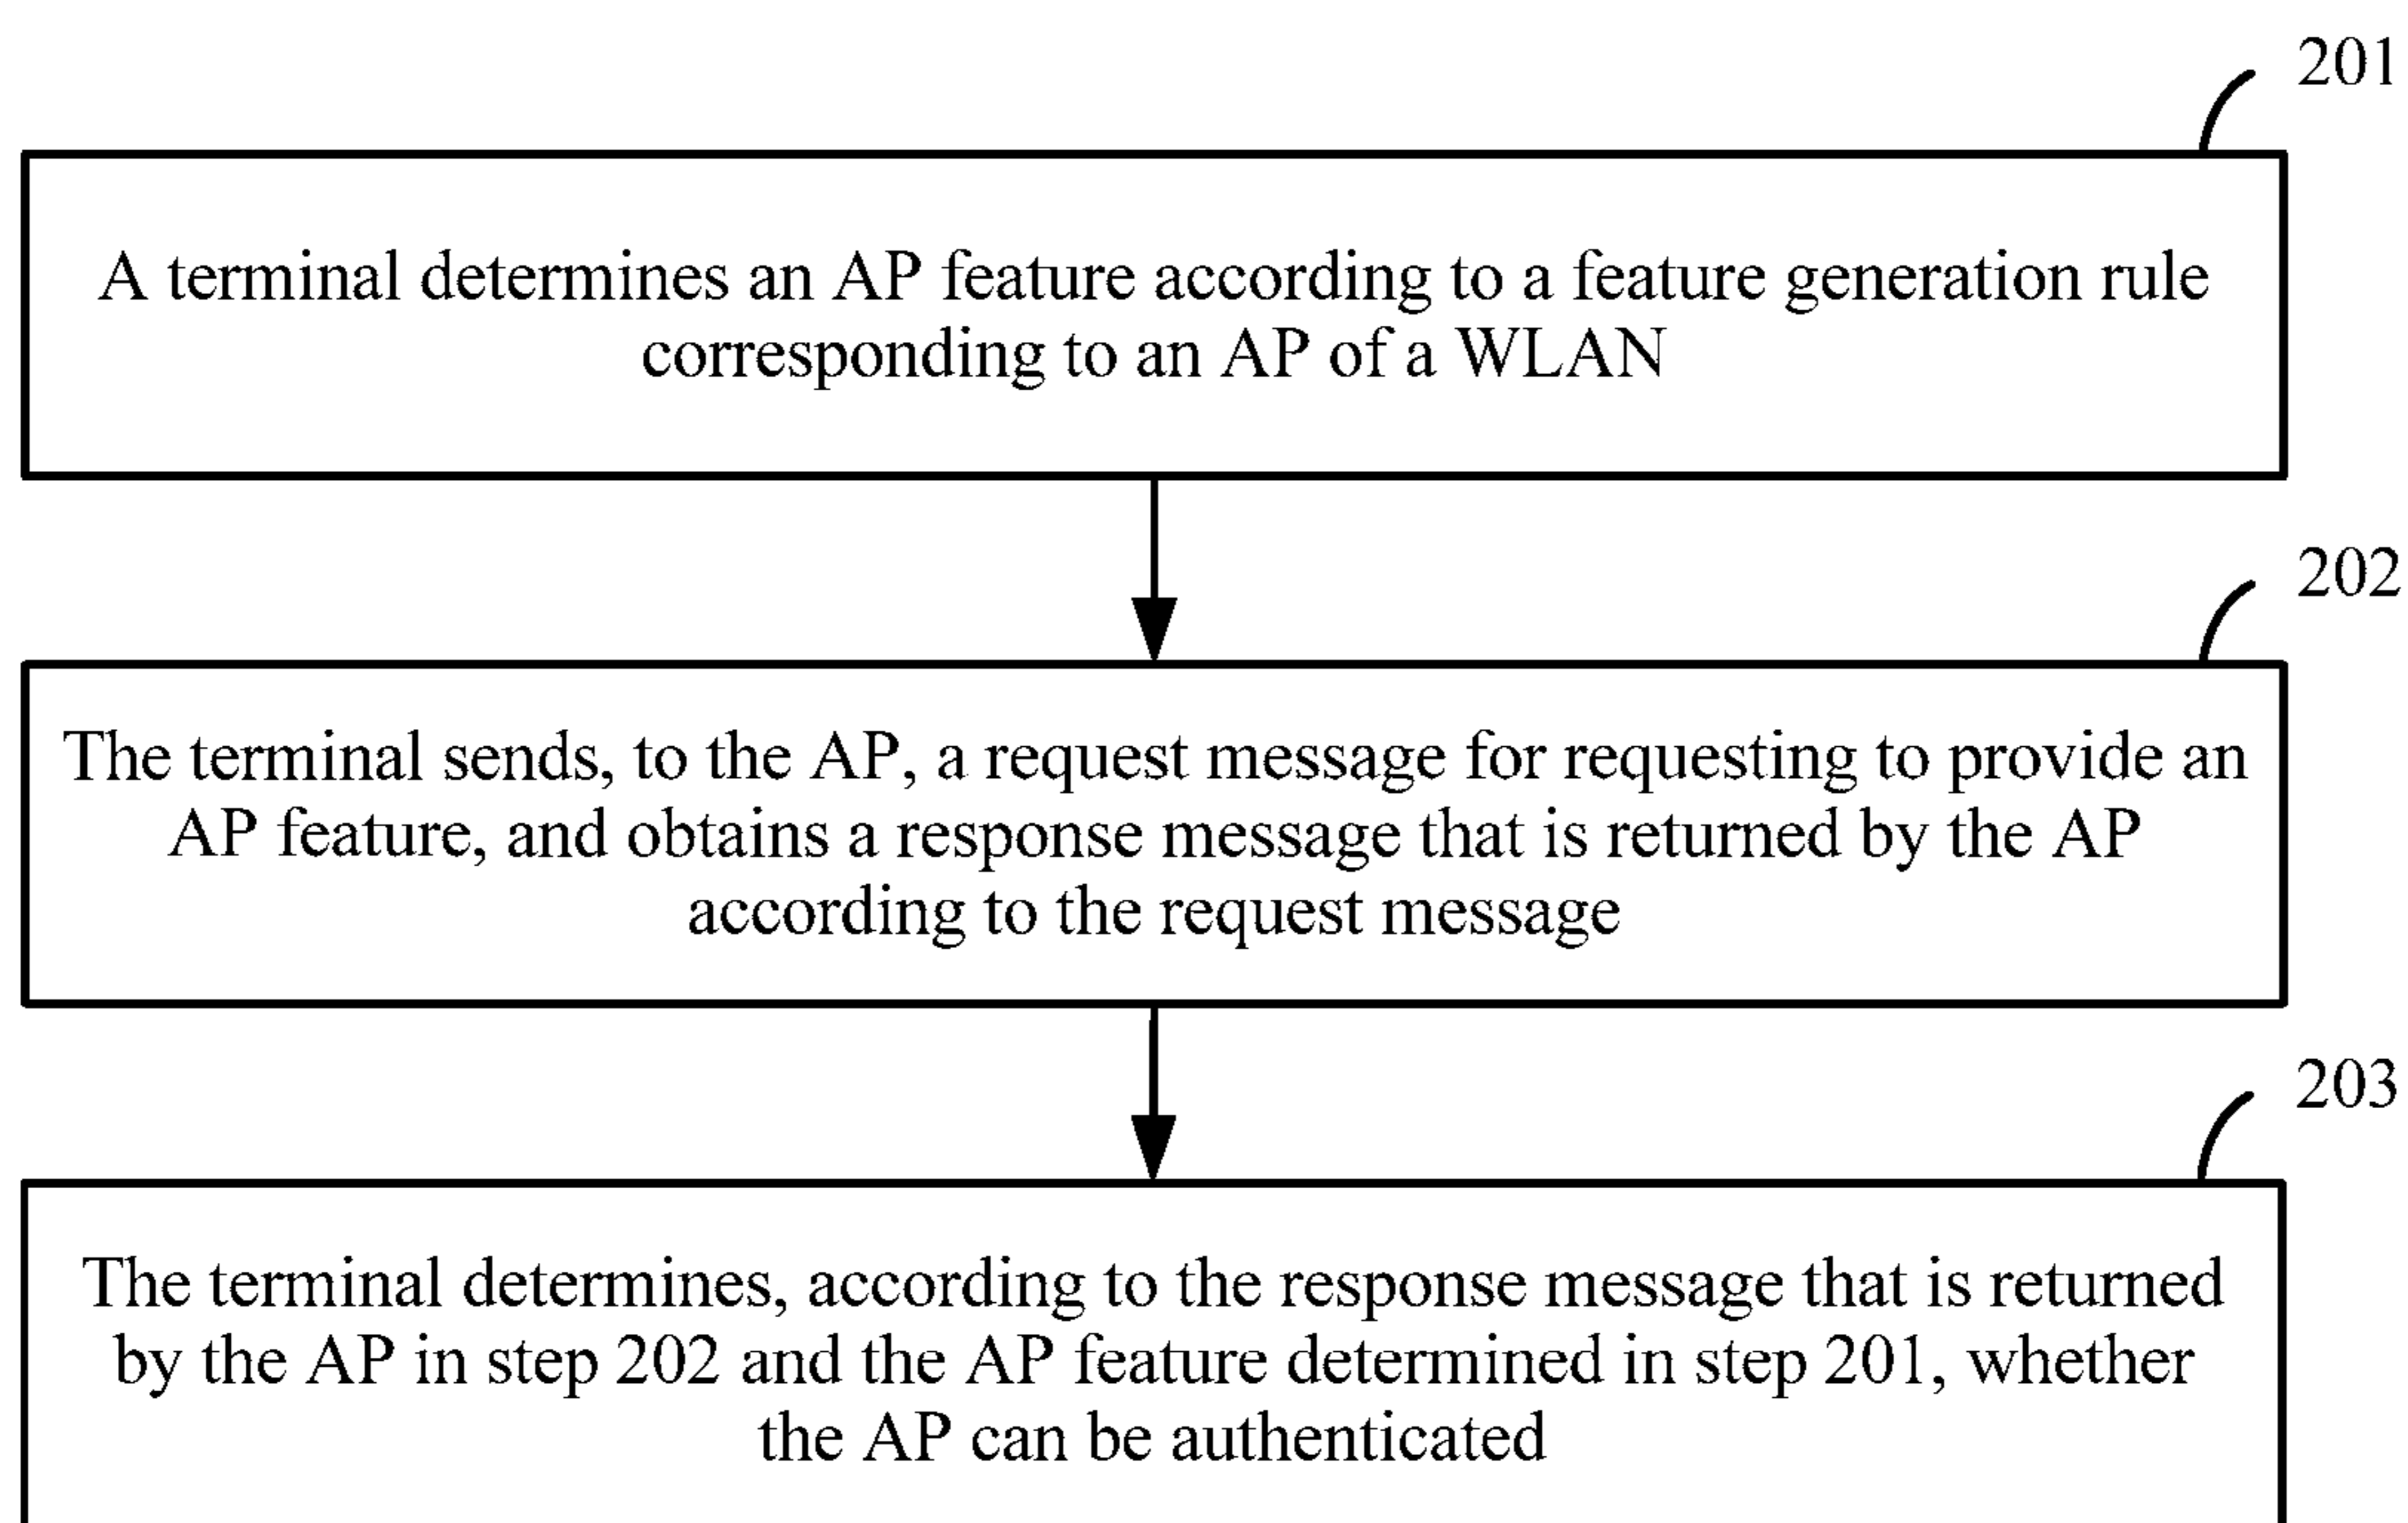 201
A terminal determines an AP feature according to a feature generation rule
corresponding to an AP of a WLAN
202
The terminal sends, to the AP, a request message for requesting to provide an
AP feature, and obtains a response message that is returned by the AP
according to the request message
203
The terminal determines, according to the response message that is returned
by the AP in step 202 and the AP feature determined in step 201, whether
the AP can be authenticated